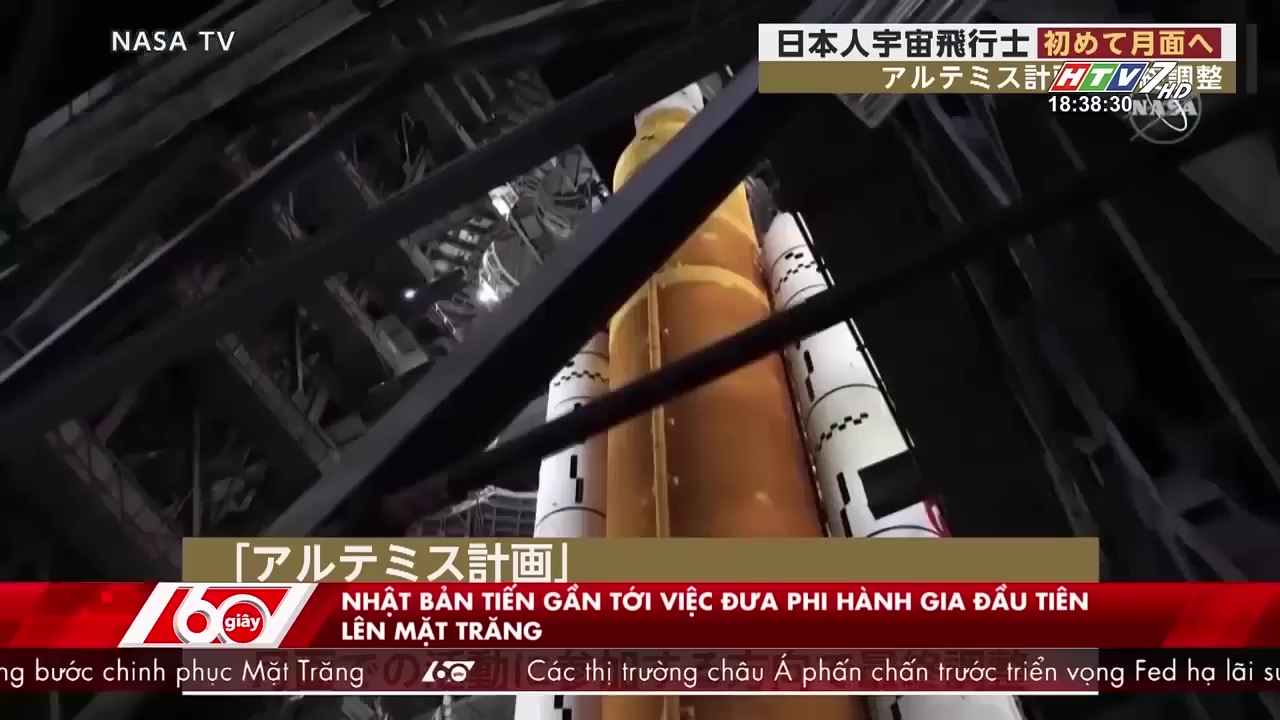 NASA TV
日本人宇宙飛行士 初めて月面へ
アルテミス計 調整
HTV7 HD
18:38:30
NASA
「アルテミス計画」
60 giây
NHẬT BẢN TIẾN GẦN TỚI VIỆC ĐƯA PHI HÀNH GIA ĐẦU TIÊN
LÊN MẶT TRĂNG
bước chinh phục Mặt Trăng 60 Các thị trường châu Á phấn chấn trước triển vọng Fed hạ lãi